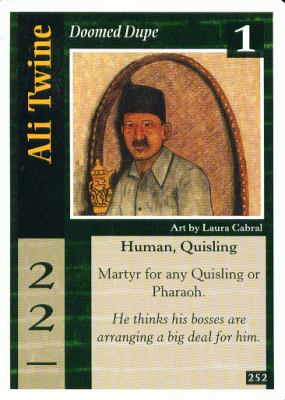 Ali Twine
Doomed Dupe
1
Art by Laura Cabral
Human, Quisling
Martyr for any Quisling or
Pharaoh.
He thinks his bosses are
arranging a big deal for him.
2
2
—
252